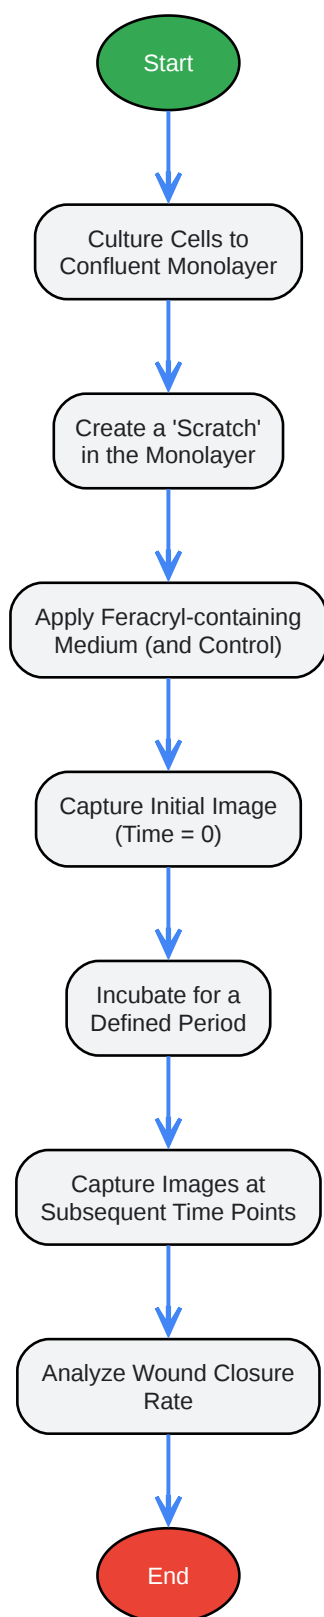 Start
Culture Cells to
Confluent Monolayer
Create a 'Scratch'
in the Monolayer
Apply Feracryl-containing
Medium (and Control)
Capture Initial Image
(Time = 0)
Incubate for a
Defined Period
Capture Images at
Subsequent Time Points
Analyze Wound Closure
Rate
End